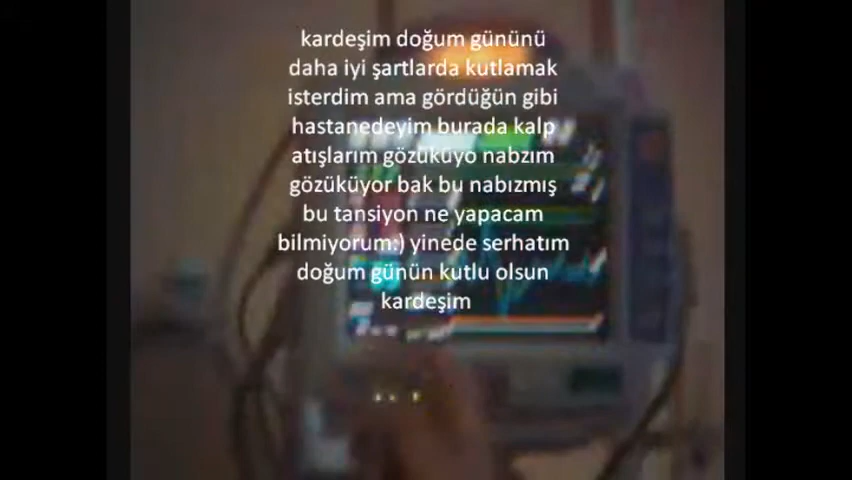 kardeşim doğum gününü
daha iyi şartlarda kutlamak
isterdim ama gördüğün gibi
hastanedeyim burada kalp
atışlarım gözüküyo nabzım
gözüküyor bak bu nabızmış
bu tansiyon ne yapacam
bilmiyorum:) yinede serhatım
doğum günün kutlu olsun
kardeşim